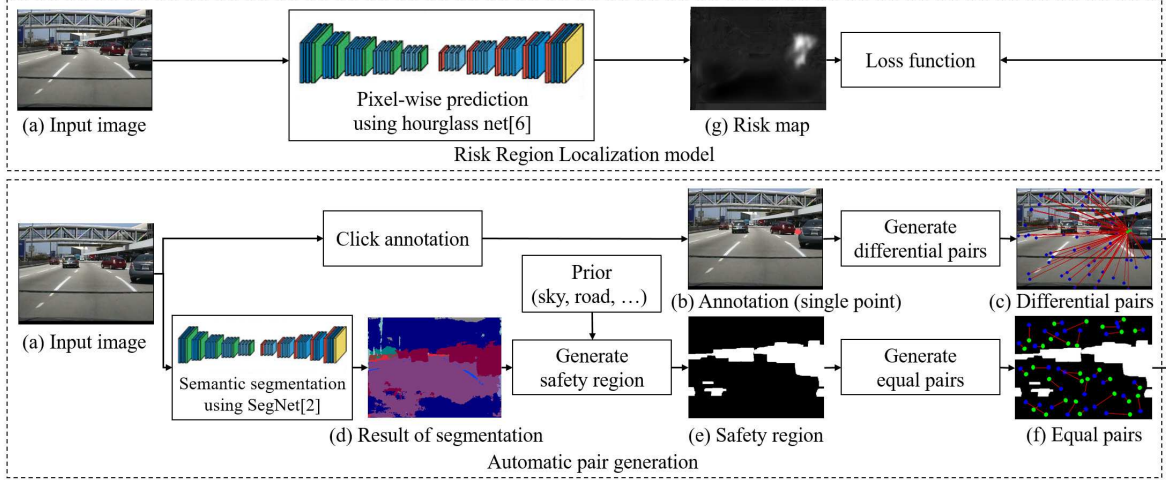 Pixel-wise prediction
using hourglass net[6]
Loss function
(a) Input image
(g) Risk map
Risk Region Localization model
Click annotation
Generate
differential pairs
Prior
(sky, road, …)
(b) Annotation (single point)
(c) Differential pairs
(a) Input image
Semantic segmentation
using SegNet[2]
Generate
safety region
Generate
equal pairs
(d) Result of segmentation
(e) Safety region
(f) Equal pairs
Automatic pair generation